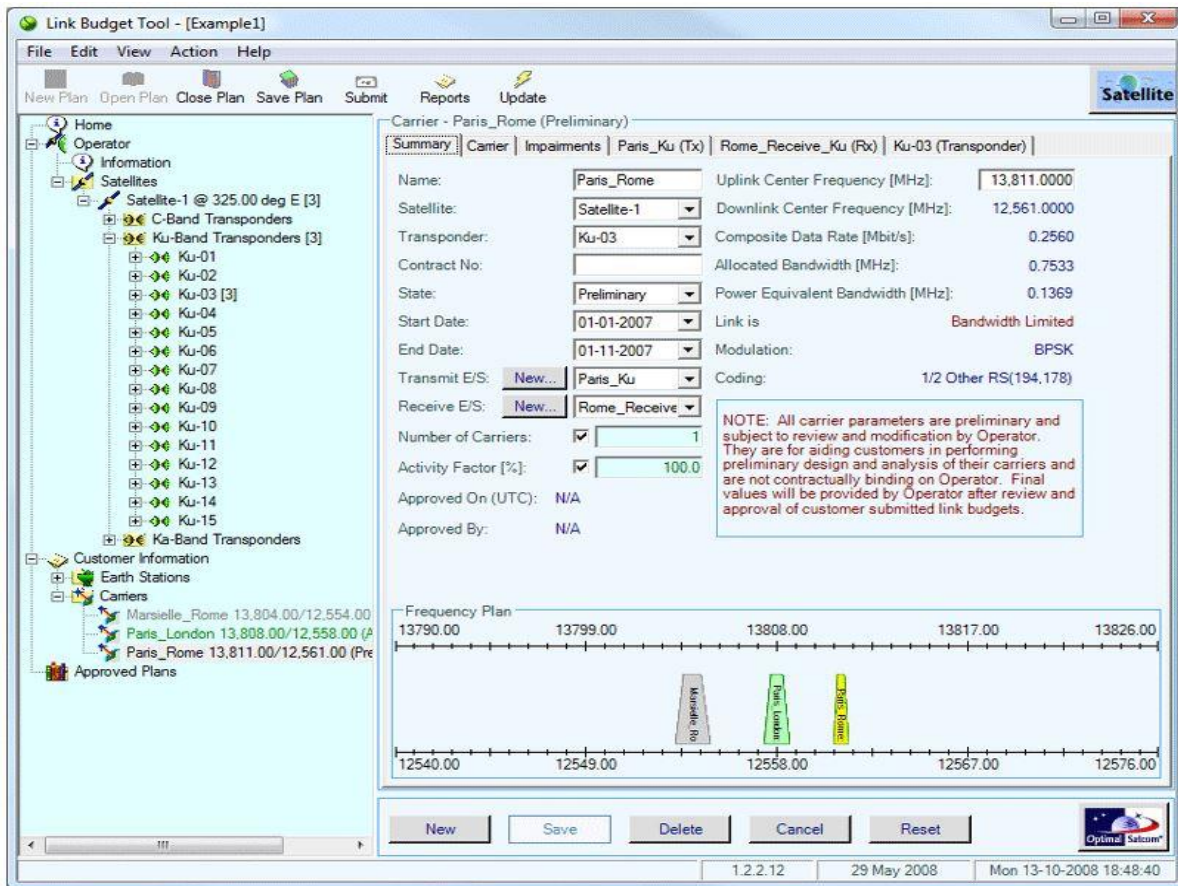 Link Budget Tool - [Example1]
File Edit View Action Help
New Plan Open Plan Close Plan Save Plan Submit Reports Update
Satellite
Home
Operator
Information
Satellites
Satellite-1 @ 325.00 deg E [3]
C-Band Transponders
Ku-Band Transponders [3]
Ku-01
Ku-02
Ku-03 [3]
Ku-04
Ku-05
Ku-06
Ku-07
Ku-08
Ku-09
Ku-10
Ku-11
Ku-12
Ku-13
Ku-14
Ku-15
Ka-Band Transponders
Customer Information
Earth Stations
Carriers
Marsielle_Rome 13,804.00/12,554.00
Paris_London 13,808.00/12,558.00 (A
Paris_Rome 13,811.00/12,561.00 (Pre
Approved Plans
Carrier - Paris_Rome (Preliminary)
Summary Carrier Impairments Paris_Ku (Tx) Rome_Receive_Ku (Rx) Ku-03 (Transponder)
Name: Paris_Rome Uplink Center Frequency [MHz]: 13,811.0000
Satellite: Satellite-1 Downlink Center Frequency [MHz]: 12,561.0000
Transponder: Ku-03 Composite Data Rate [Mbit/s]: 0.2560
Contract No: Allocated Bandwidth [MHz]: 0.7533
State: Preliminary Power Equivalent Bandwidth [MHz]: 0.1369
Start Date: 01-01-2007 Link is Bandwidth Limited
End Date: 01-11-2007 Modulation: BPSK
Transmit E/S: New... Paris_Ku Coding: 1/2 Other RS(194,178)
Receive E/S: New... Rome_Receive
Number of Carriers: 1
Activity Factor [%]: 100.0
Approved On (UTC): N/A
Approved By: N/A
NOTE: All carrier parameters are preliminary and
subject to review and modification by Operator.
They are for aiding customers in performing
preliminary design and analysis of their carriers and
are not contractually binding on Operator. Final
values will be provided by Operator after review and
approval of customer submitted link budgets.
Frequency Plan
13790.00 13799.00 13808.00 13817.00 13826.00
Marsielle_Ro
Paris_London
Paris_Rome
12540.00 12549.00 12558.00 12567.00 12576.00
New Save Delete Cancel Reset
Optimal Satcom
1.2.2.12 29 May 2008 Mon 13-10-2008 18:48:40